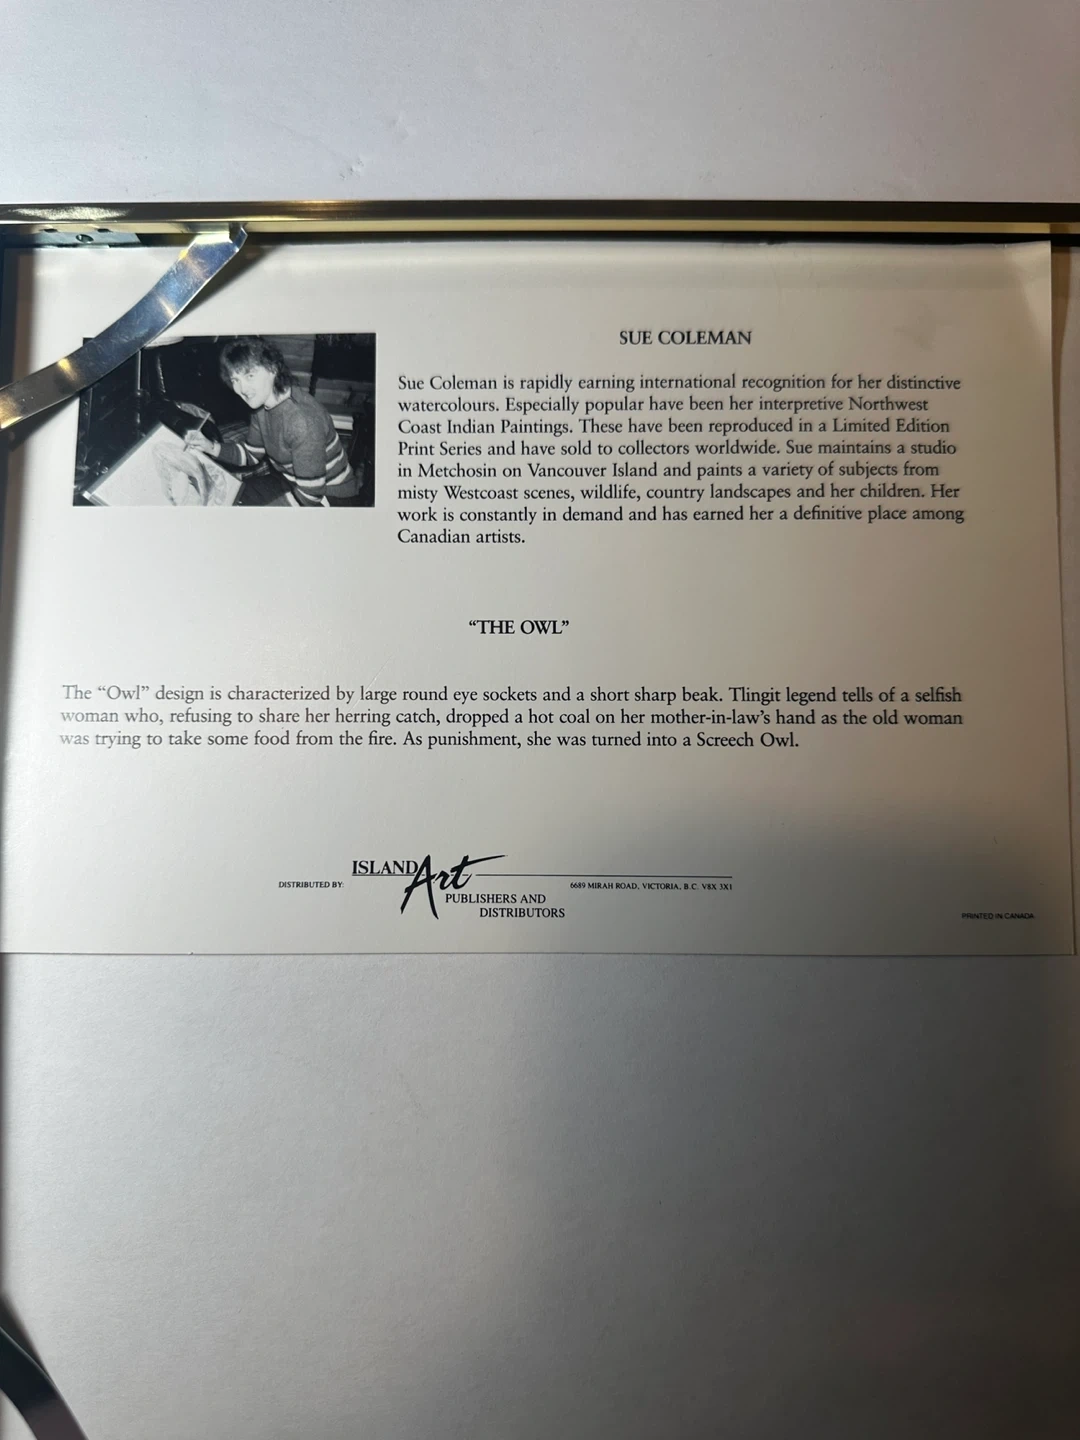 SUE COLEMAN
Sue Coleman is rapidly earning international recognition for her distinctive
watercolours. Especially popular have been her interpretive Northwest
Coast Indian Paintings. These have been reproduced in a Limited Edition
Print Series and have sold to collectors worldwide. Sue maintains a studio
in Metchosin on Vancouver Island and paints a variety of subjects from
misty Westcoast scenes, wildlife, country landscapes and her children. Her
work is constantly in demand and has earned her a definitive place among
Canadian artists.
“THE OWL”
The “Owl” design is characterized by large round eye sockets and a short sharp beak. Tlingit legend tells of a selfish
woman who, refusing to share her herring catch, dropped a hot coal on her mother-in-law’s hand as the old woman
was trying to take some food from the fire. As punishment, she was turned into a Screech Owl.
DISTRIBUTED BY:
ISLAND Art
PUBLISHERS AND
DISTRIBUTORS
6689 MIRAH ROAD, VICTORIA, B.C. V8X 3X1
PRINTED IN CANADA